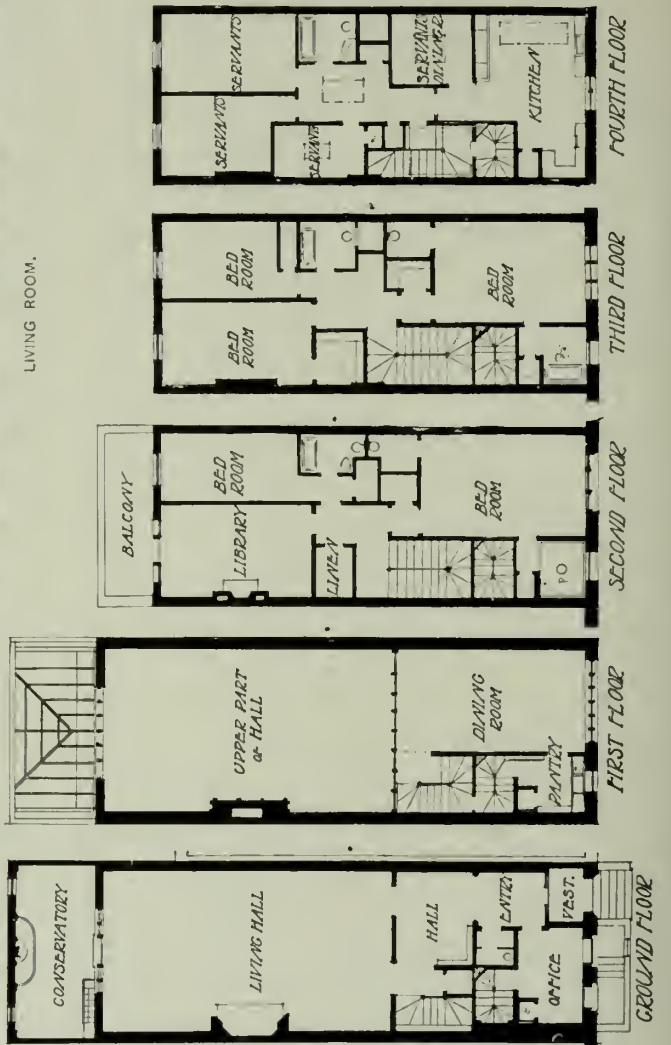 LIVING ROOM.
CONSERVATORY
LIVING HALL
HALL
ENTRY
OFFICE
VEST.
GROUND FLOOR
UPPER PART
OF HALL
DINING
ROOM
PANTRY
FIRST FLOOR
BALCONY
LIBRARY
BED
ROOM
LINEN
BED
ROOM
SECOND FLOOR
BED
ROOM
BED
ROOM
BED
ROOM
THIRD FLOOR
SERVANTS
SERVANTS
SERVANT
SERVANTS
DINING R.
KITCHEN
FOURTH FLOOR